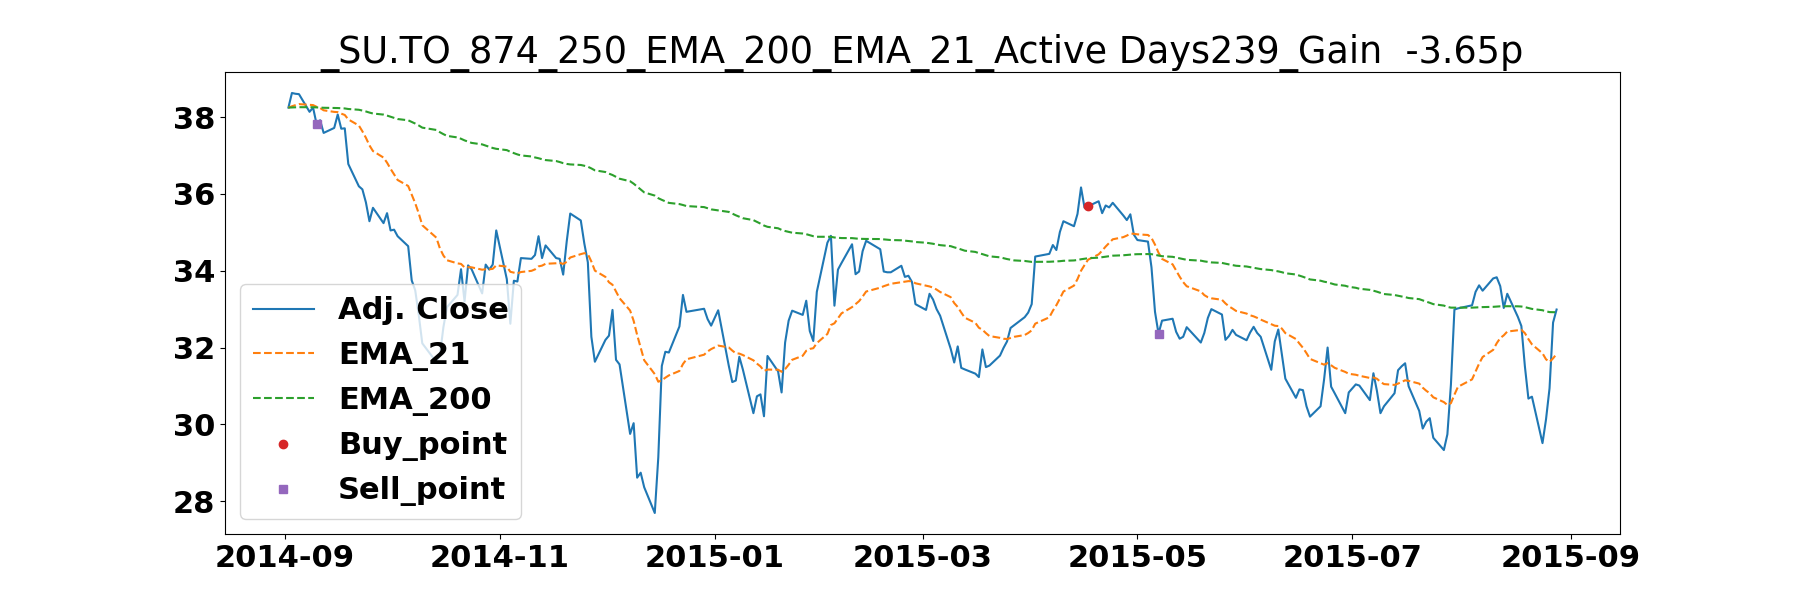 _SU.TO_874_250_EMA_200_EMA_21_Active Days239_Gain  -3.65p
38
36
34
32
30
28
Adj. Close
EMA_21
EMA_200
Buy_point
Sell_point
2014-09 2014-11 2015-01 2015-03 2015-05 2015-07 2015-09